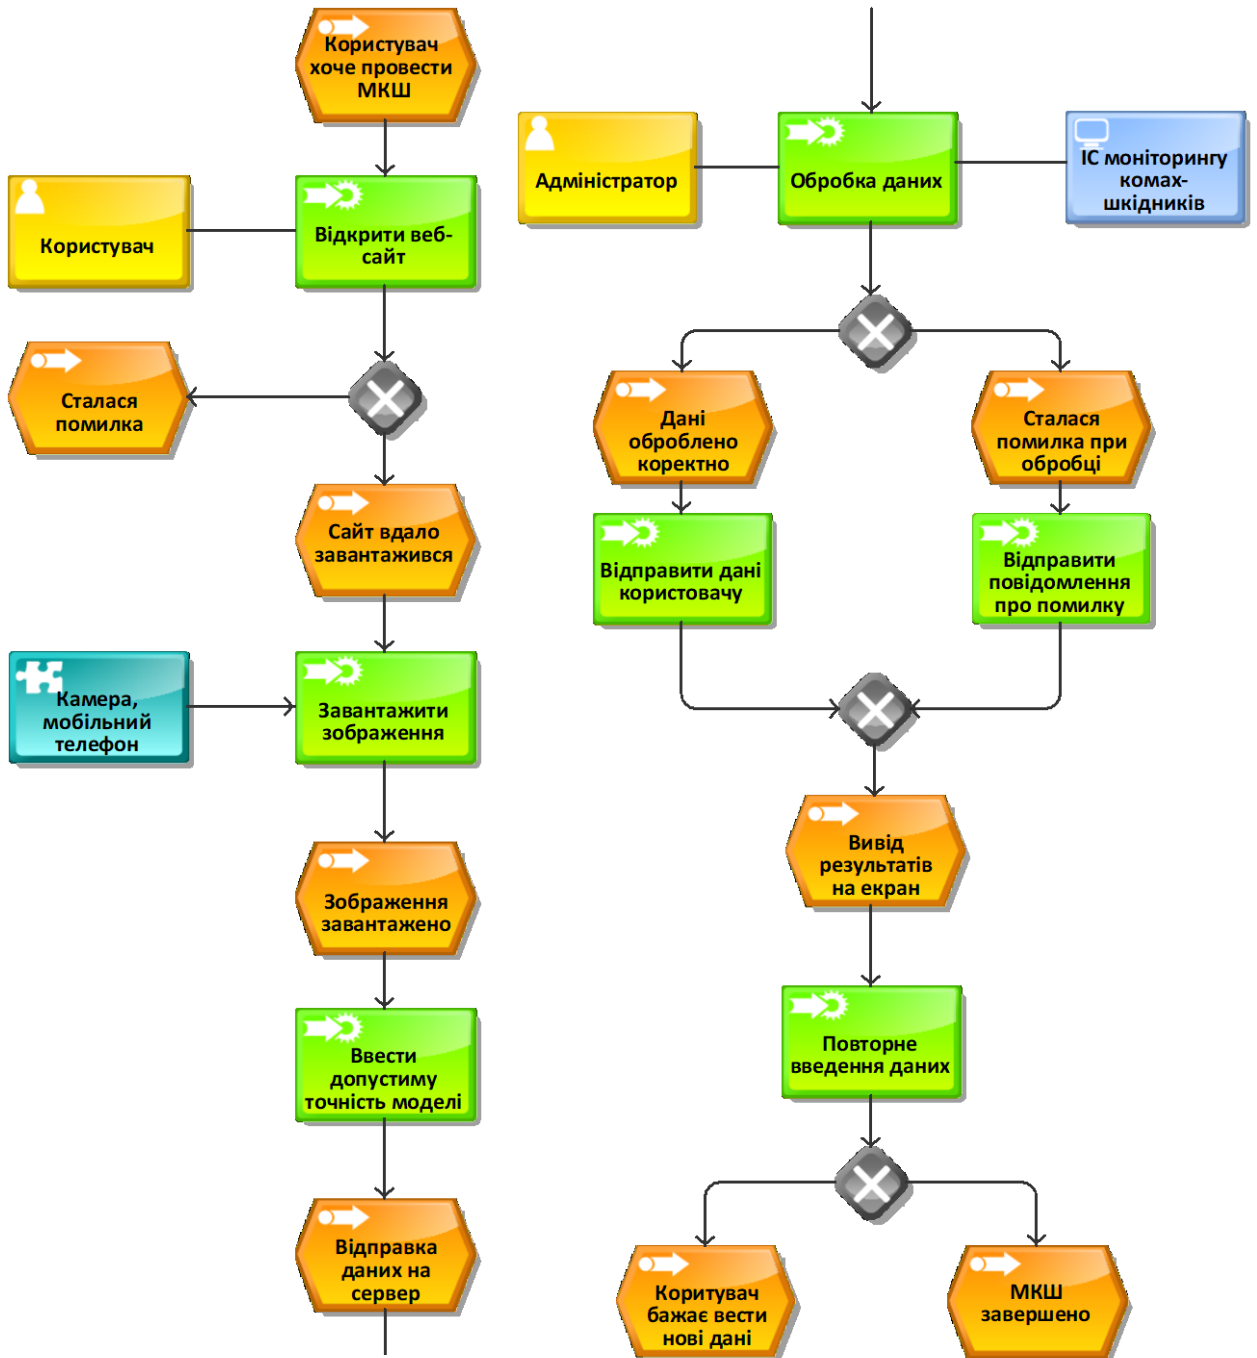 Користувач
хоче провести
МКШ
Користувач
Відкрити веб-
сайт
Сталася
помилка
Сайт вдало
завантажився
Камера,
мобільний
телефон
Завантажити
зображення
Зображення
завантажено
Ввести
допустиму
точність моделі
Відправка
даних на
сервер
Адміністратор
Обробка даних
ІС моніторингу
комах-
шкідників
Дані
оброблено
коректно
Сталася
помилка при
обробці
Відправити дані
користовачу
Відправити
повідомлення
про помилку
Вивід
результатів
на екран
Повторне
введення даних
Коритувач
бажає вести
нові дані
МКШ
завершено